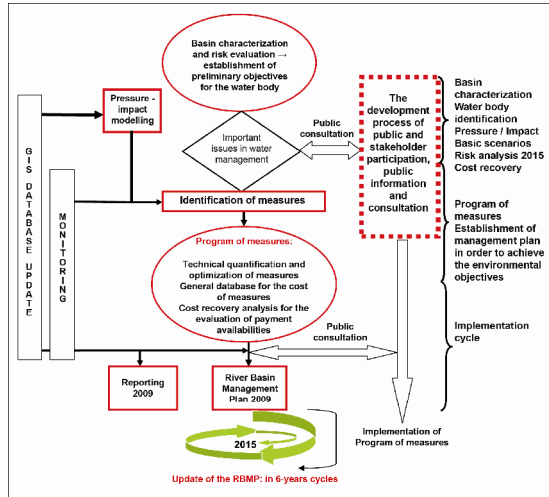 Basin characterization
and risk evaluation →
establishment of
preliminary objectives
for the water body
Pressure -
impact
modelling
Important
issues in water
management
Public
consultation
The
development
process of
public and
stakeholder
participation,
public
information
and
consultation
Basin
characterization
Water body
identification
Pressure / Impact
Basic scenarios
Risk analysis 2015
Cost recovery
GIS DATABASE UPDATE
MONITORING
Identification of measures
Program of measures:
Technical quantification and
optimization of measures
General database for the cost
of measures
Cost recovery analysis for the
evaluation of payment
availabilities
Program of
measures
Establishment of
management plan
in order to achieve
the environmental
objectives
Public
consultation
Implementation
cycle
Reporting
2009
River Basin
Management
Plan 2009
2015
Implementation of
Program of measures
Update of the RBMP: in 6-years cycles